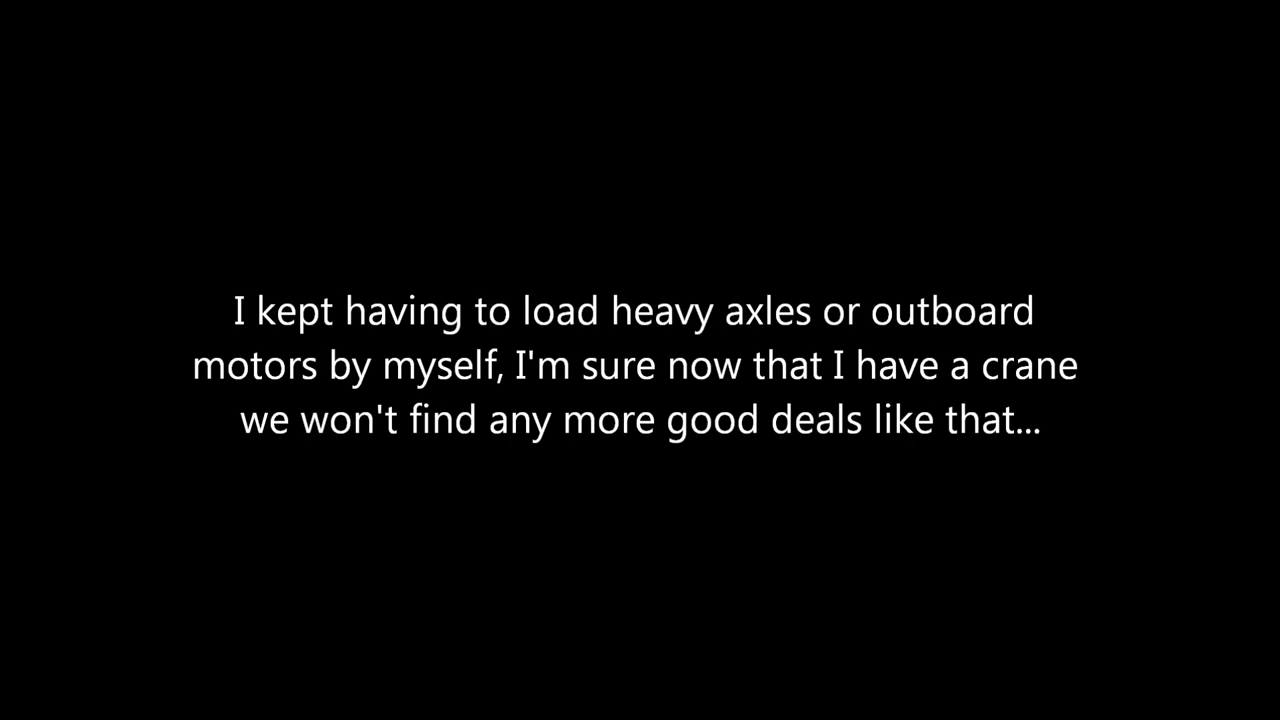 I kept having to load heavy axles or outboard
motors by myself, I'm sure now that I have a crane
we won't find any more good deals like that...